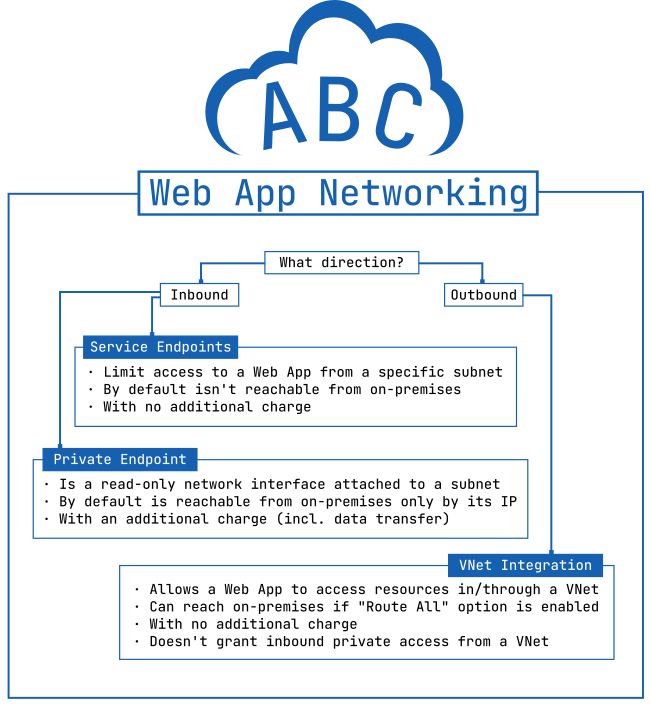 ABC
Web App Networking
What direction?
Inbound
Outbound
Service Endpoints
· Limit access to a Web App from a specific subnet
· By default isn't reachable from on-premises
· With no additional charge
Private Endpoint
· Is a read-only network interface attached to a subnet
· By default is reachable from on-premises only by its IP
· With an additional charge (incl. data transfer)
VNet Integration
· Allows a Web App to access resources in/through a VNet
· Can reach on-premises if "Route All" option is enabled
· With no additional charge
· Doesn't grant inbound private access from a VNet